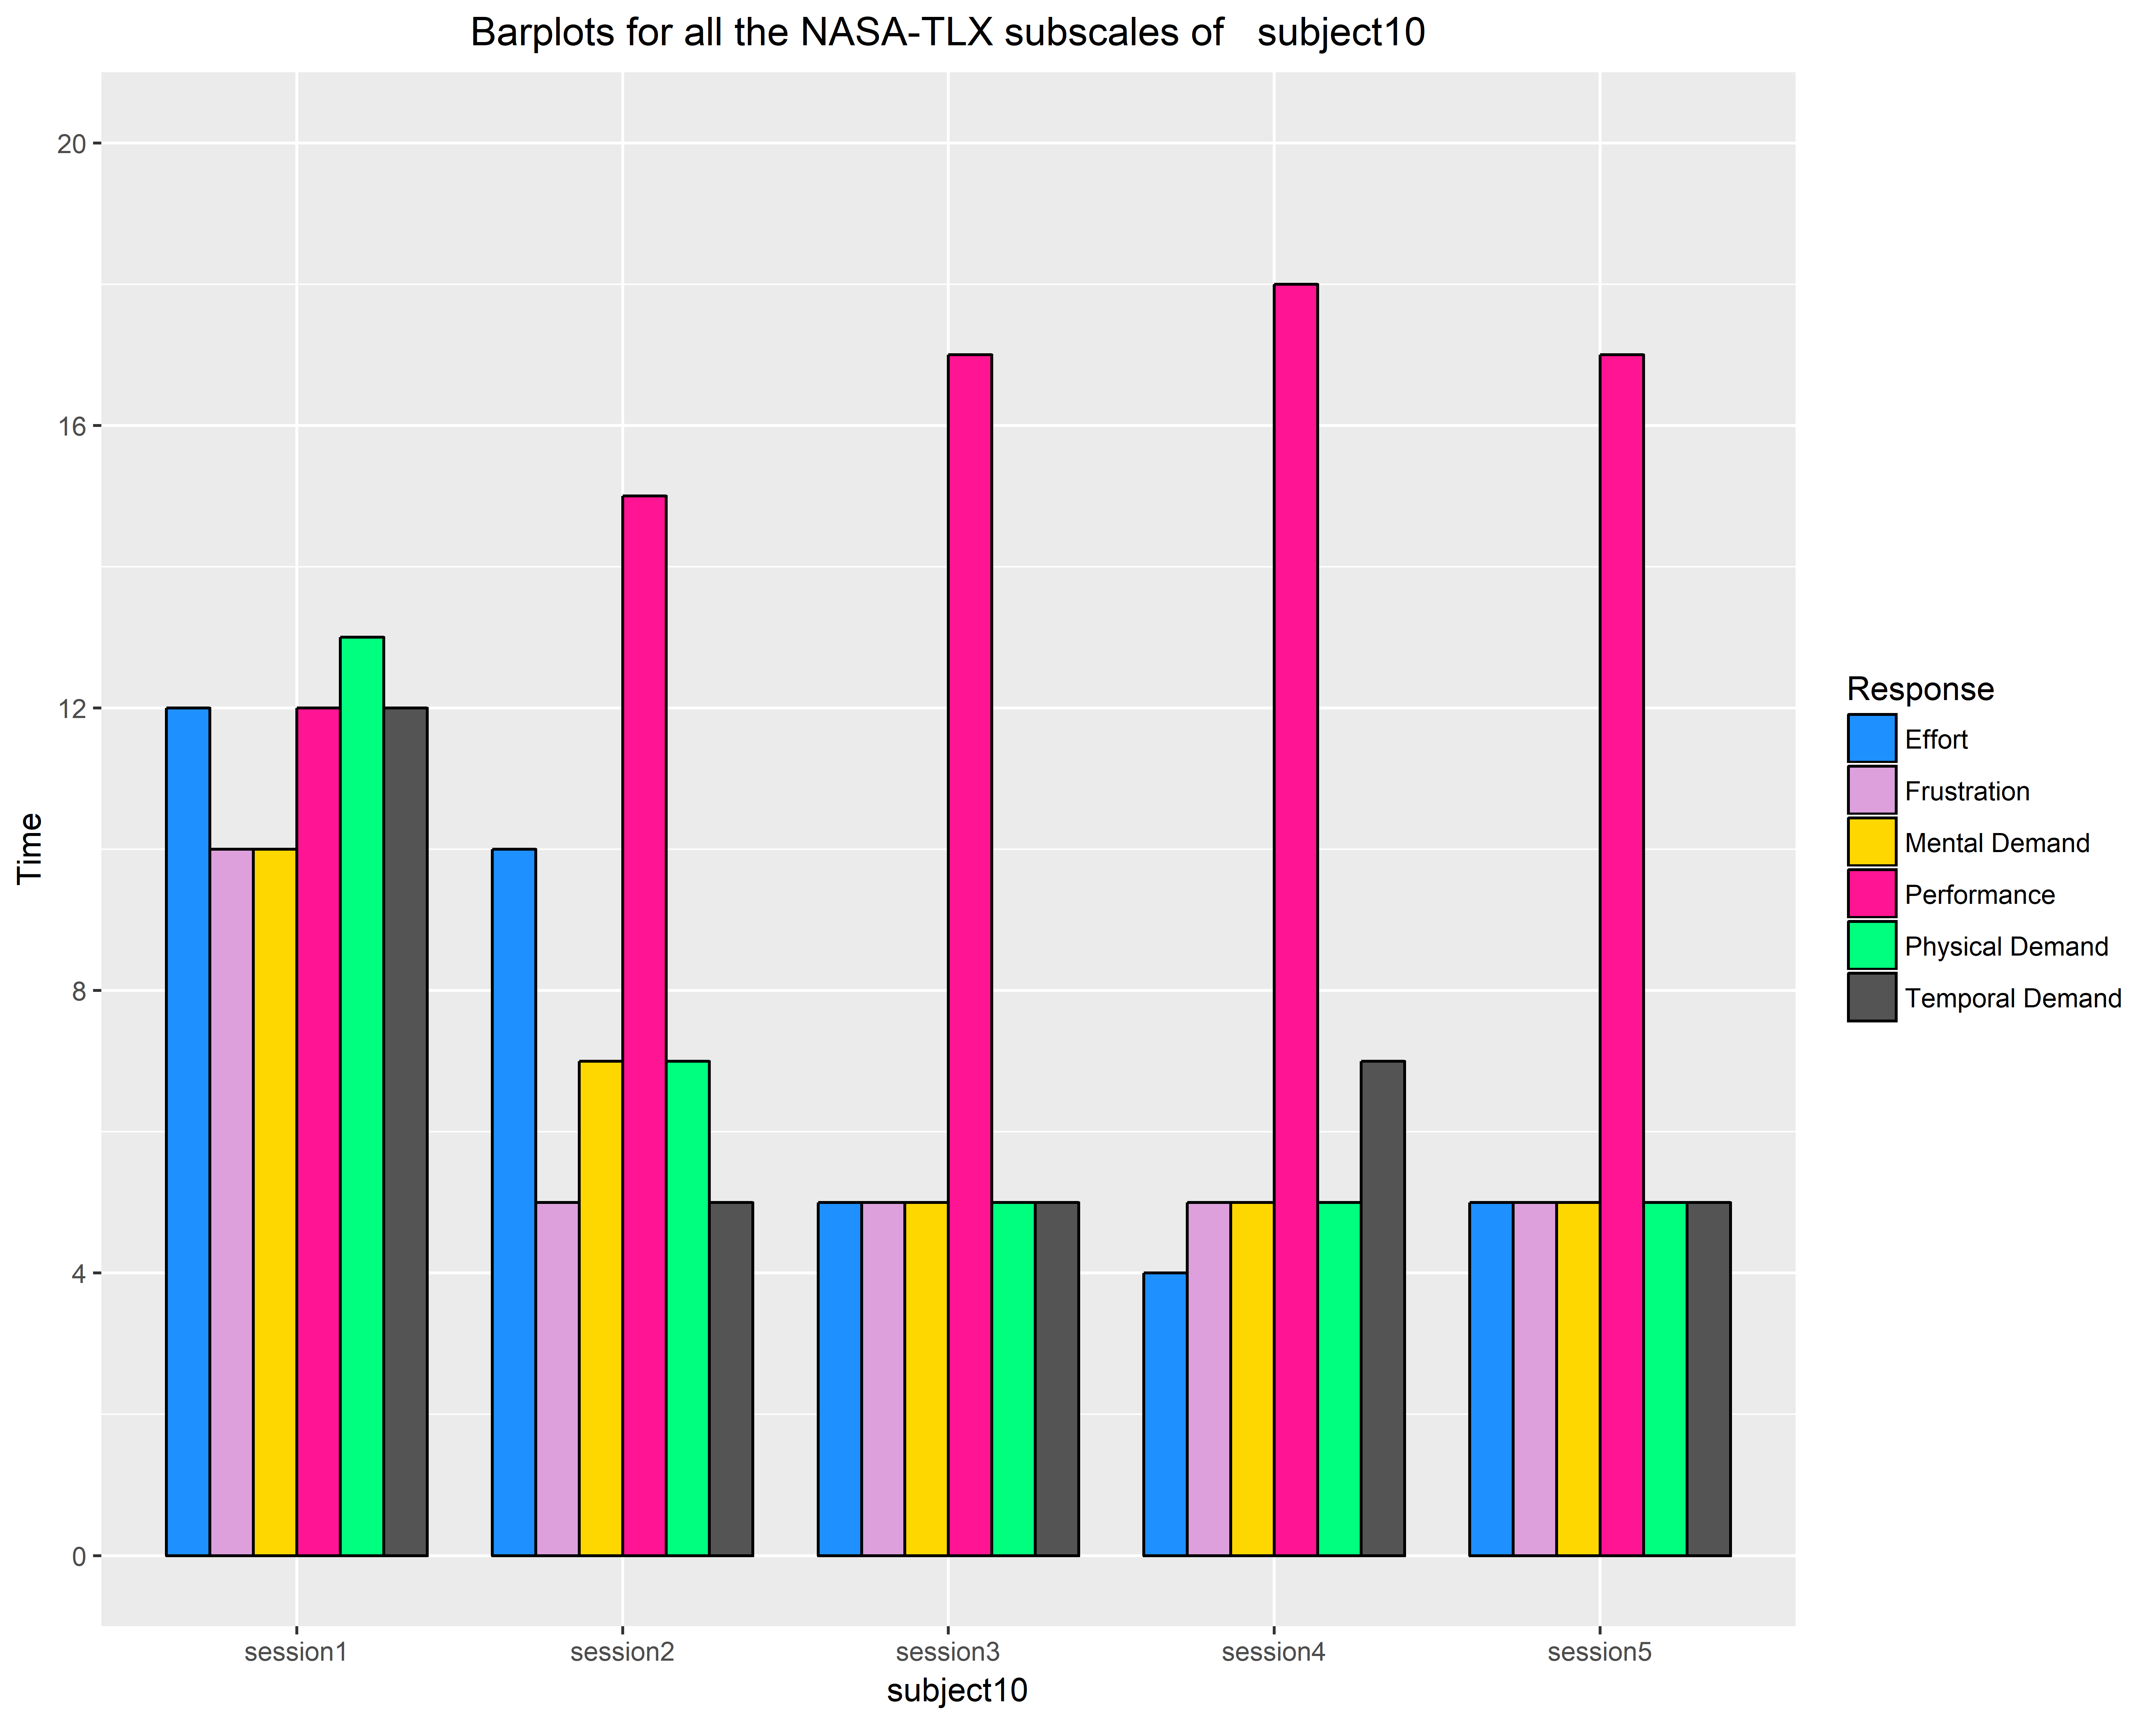 Barplots for all the NASA-TLX subscales of   subject10
20
16
12
8
4
0
Time
session1
session2
session3
session4
session5
subject10
Response
Effort
Frustration
Mental Demand
Performance
Physical Demand
Temporal Demand